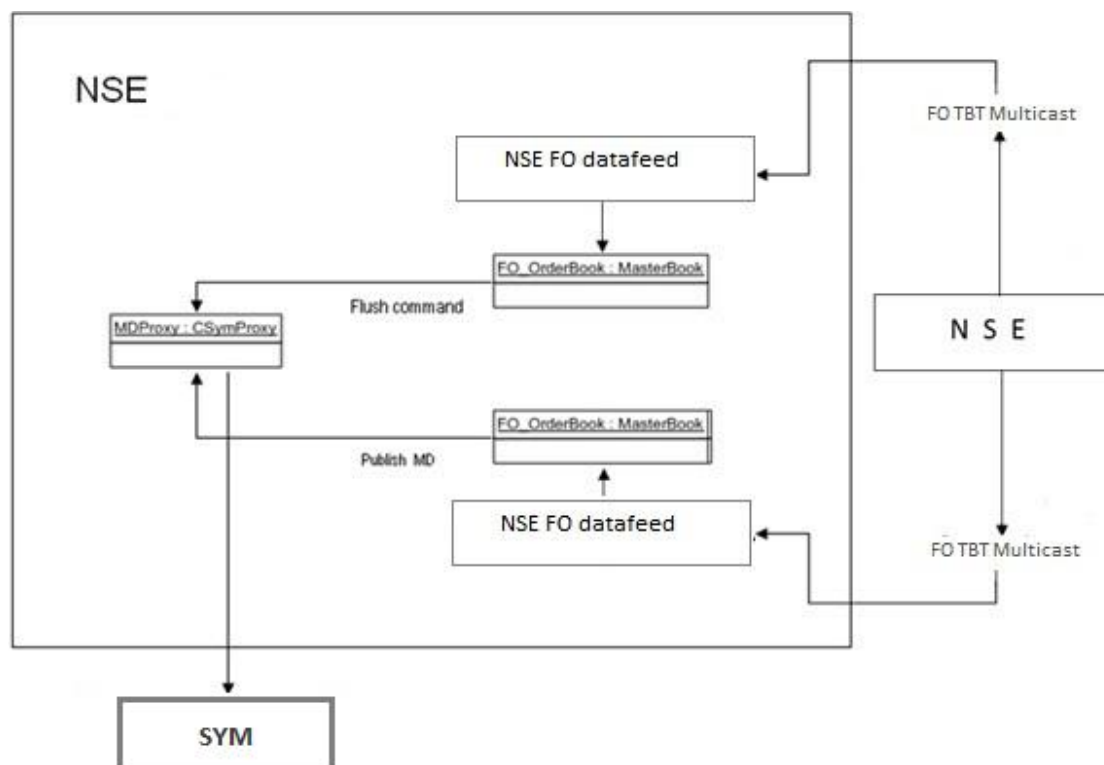 NSE
FO TBT Multicast
NSE FO datafeed
FO_OrderBook : MasterBook
Flush command
MDProxy : CSymProxy
N S E
FO_OrderBook : MasterBook
Publish MD
NSE FO datafeed
FO TBT Multicast
SYM